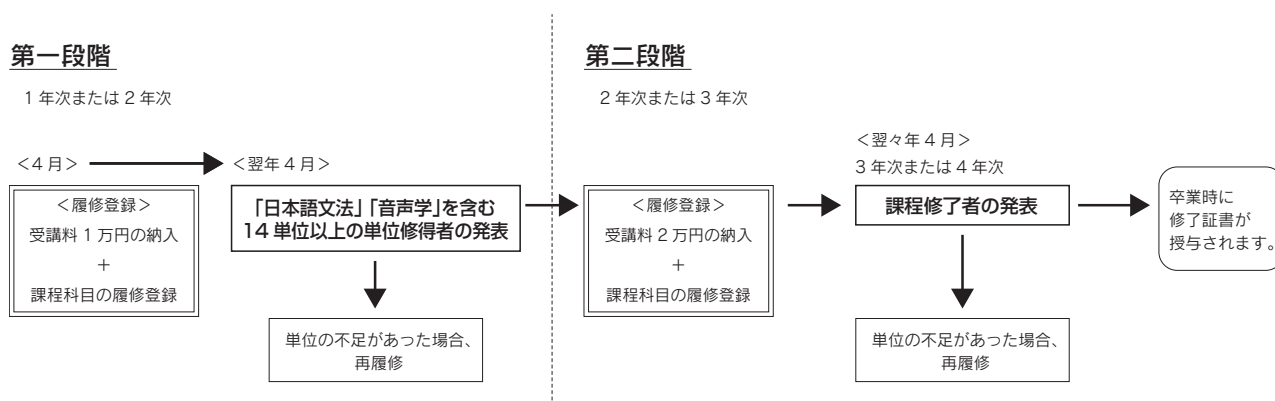 第一段階
1 年次または 2 年次
＜4 月＞
＜履修登録＞
受講料 1 万円の納入
+
課程科目の履修登録
＜翌年 4 月＞
「日本語文法」「音声学」を含む
14 単位以上の単位修得者の発表
単位の不足があった場合、
再履修
第二段階
2 年次または 3 年次
＜履修登録＞
受講料 2 万円の納入
+
課程科目の履修登録
＜翌々年 4 月＞
3 年次または 4 年次
課程修了者の発表
単位の不足があった場合、
再履修
卒業時に
修了証書が
授与されます。